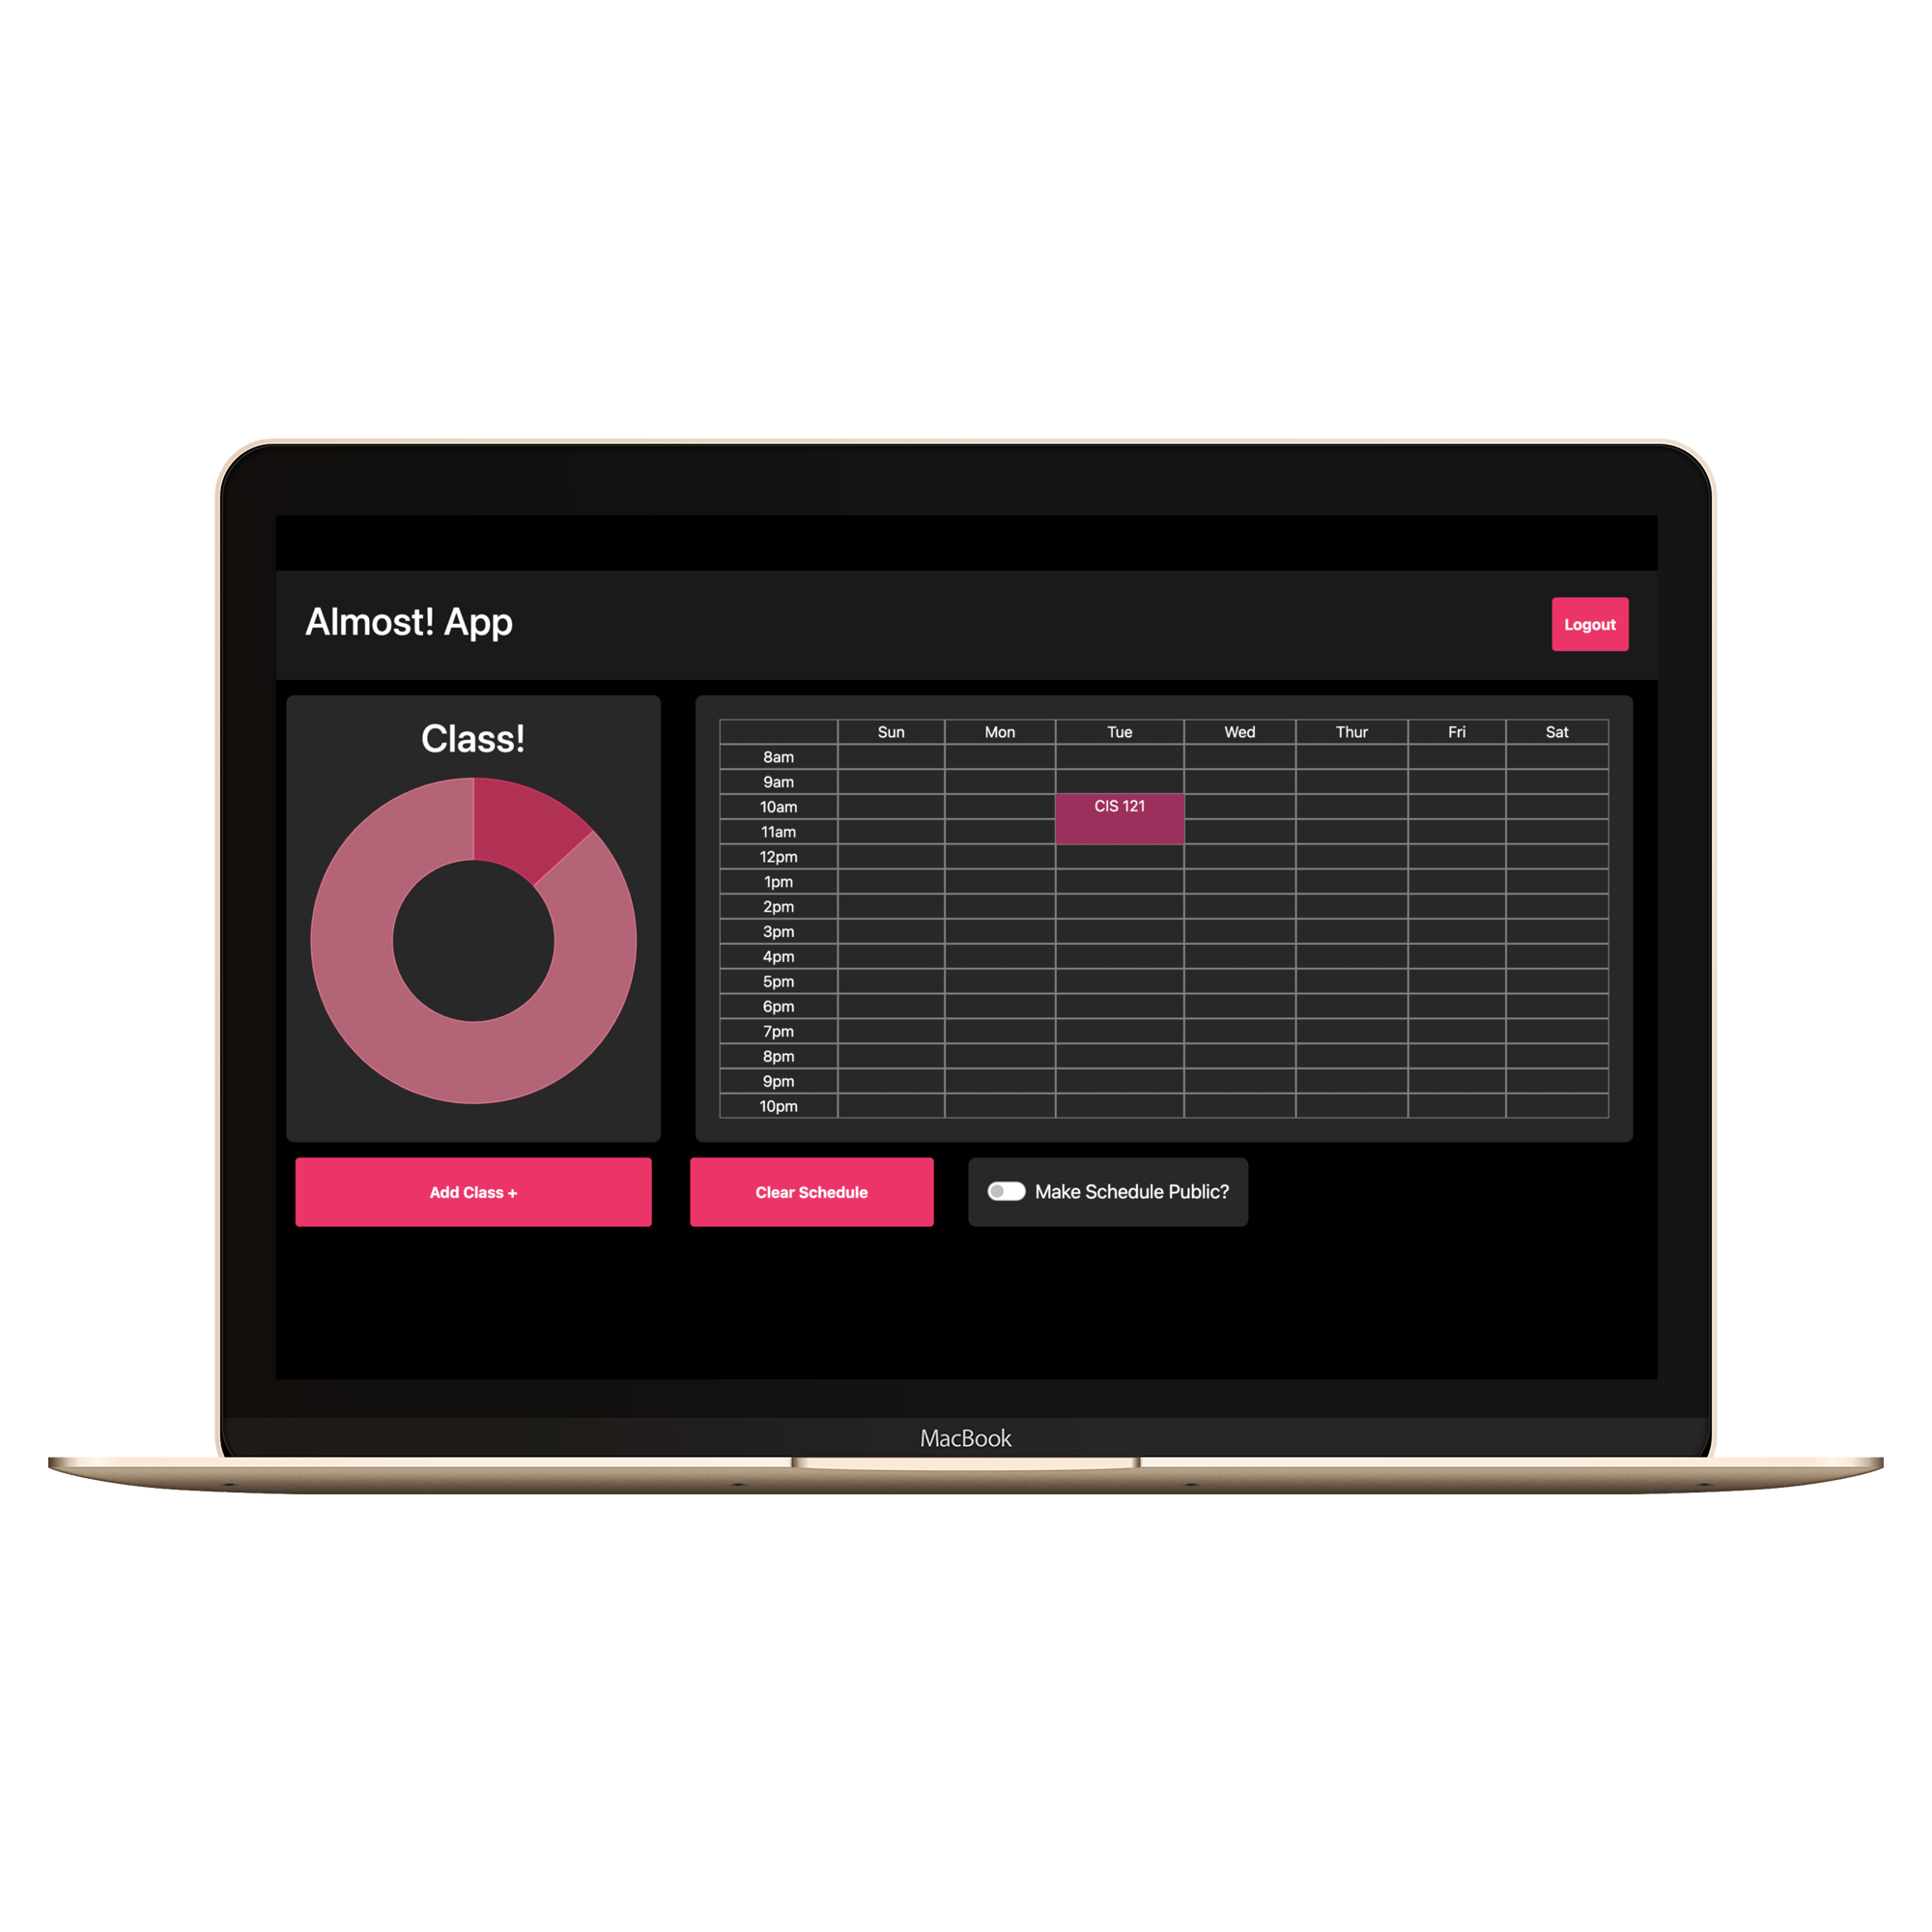 Almost! App
Logout
Class!
Sun Mon Tue Wed Thur Fri Sat
8am
9am
10am CIS 121
11am
12pm
1pm
2pm
3pm
4pm
5pm
6pm
7pm
8pm
9pm
10pm
Add Class +
Clear Schedule
Make Schedule Public?
MacBook